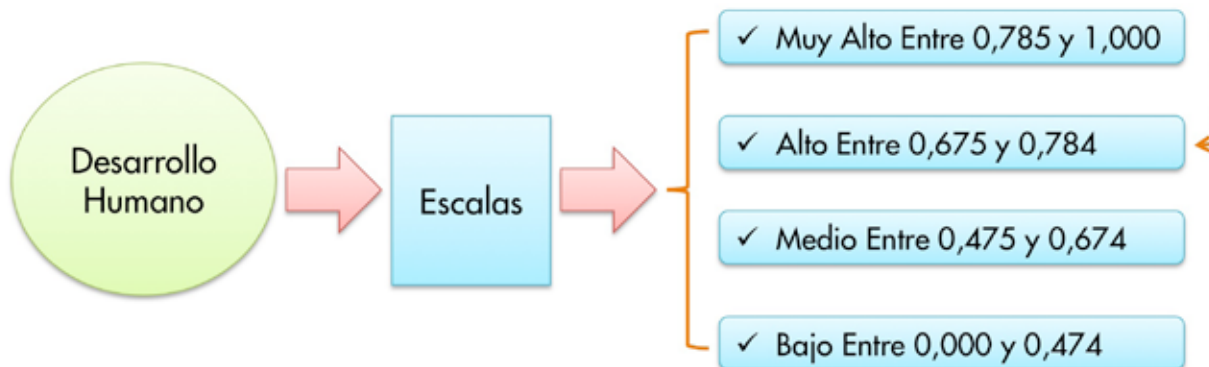 Desarrollo
Humano
Escalas
✓ Muy Alto Entre 0,785 y 1,000
✓ Alto Entre 0,675 y 0,784
✓ Medio Entre 0,475 y 0,674
✓ Bajo Entre 0,000 y 0,474